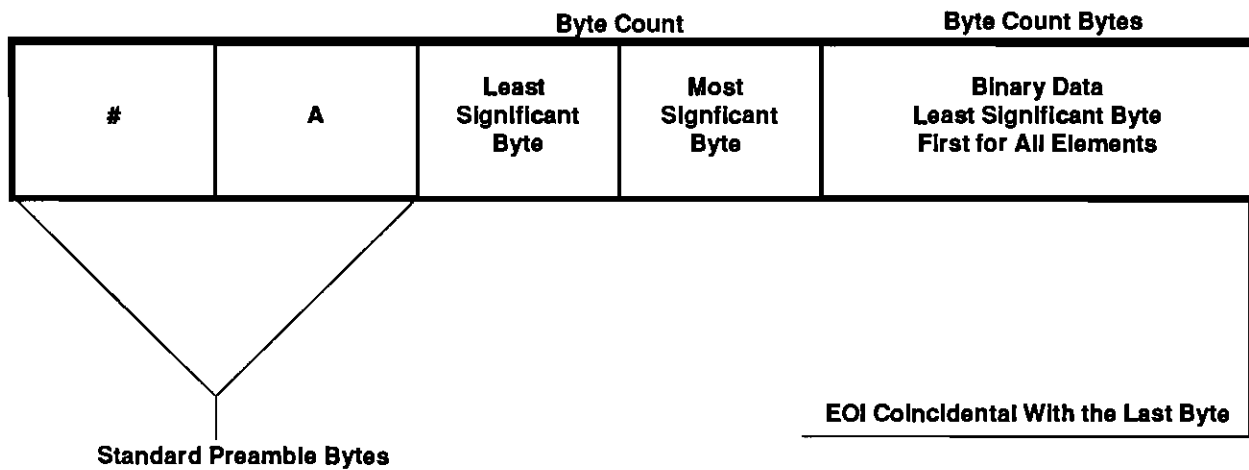 Byte Count
Byte Count Bytes
#
A
Least
Significant
Byte
Most
Signficant
Byte
Binary Data
Least Significant Byte
First for All Elements
EOI Coincidental With the Last Byte
Standard Preamble Bytes